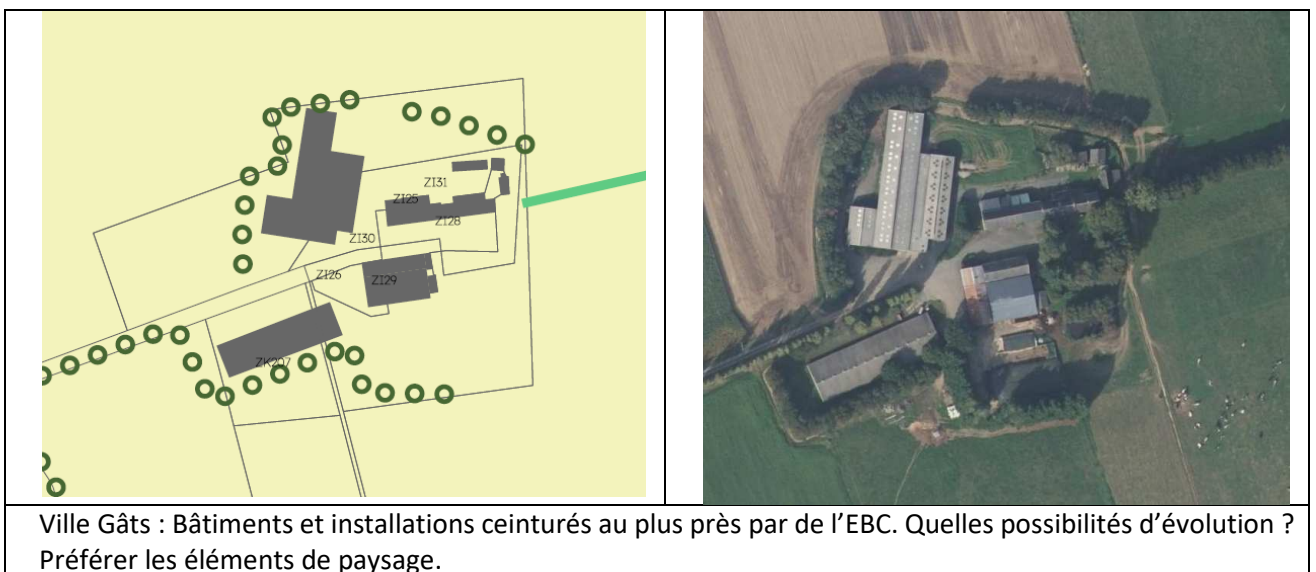 ZI31
ZI25
ZI28
ZI30
ZI26
ZI29
ZK207
Ville Gâts : Bâtiments et installations ceinturés au plus près par de l’EBC. Quelles possibilités d’évolution ?
Préférer les éléments de paysage.